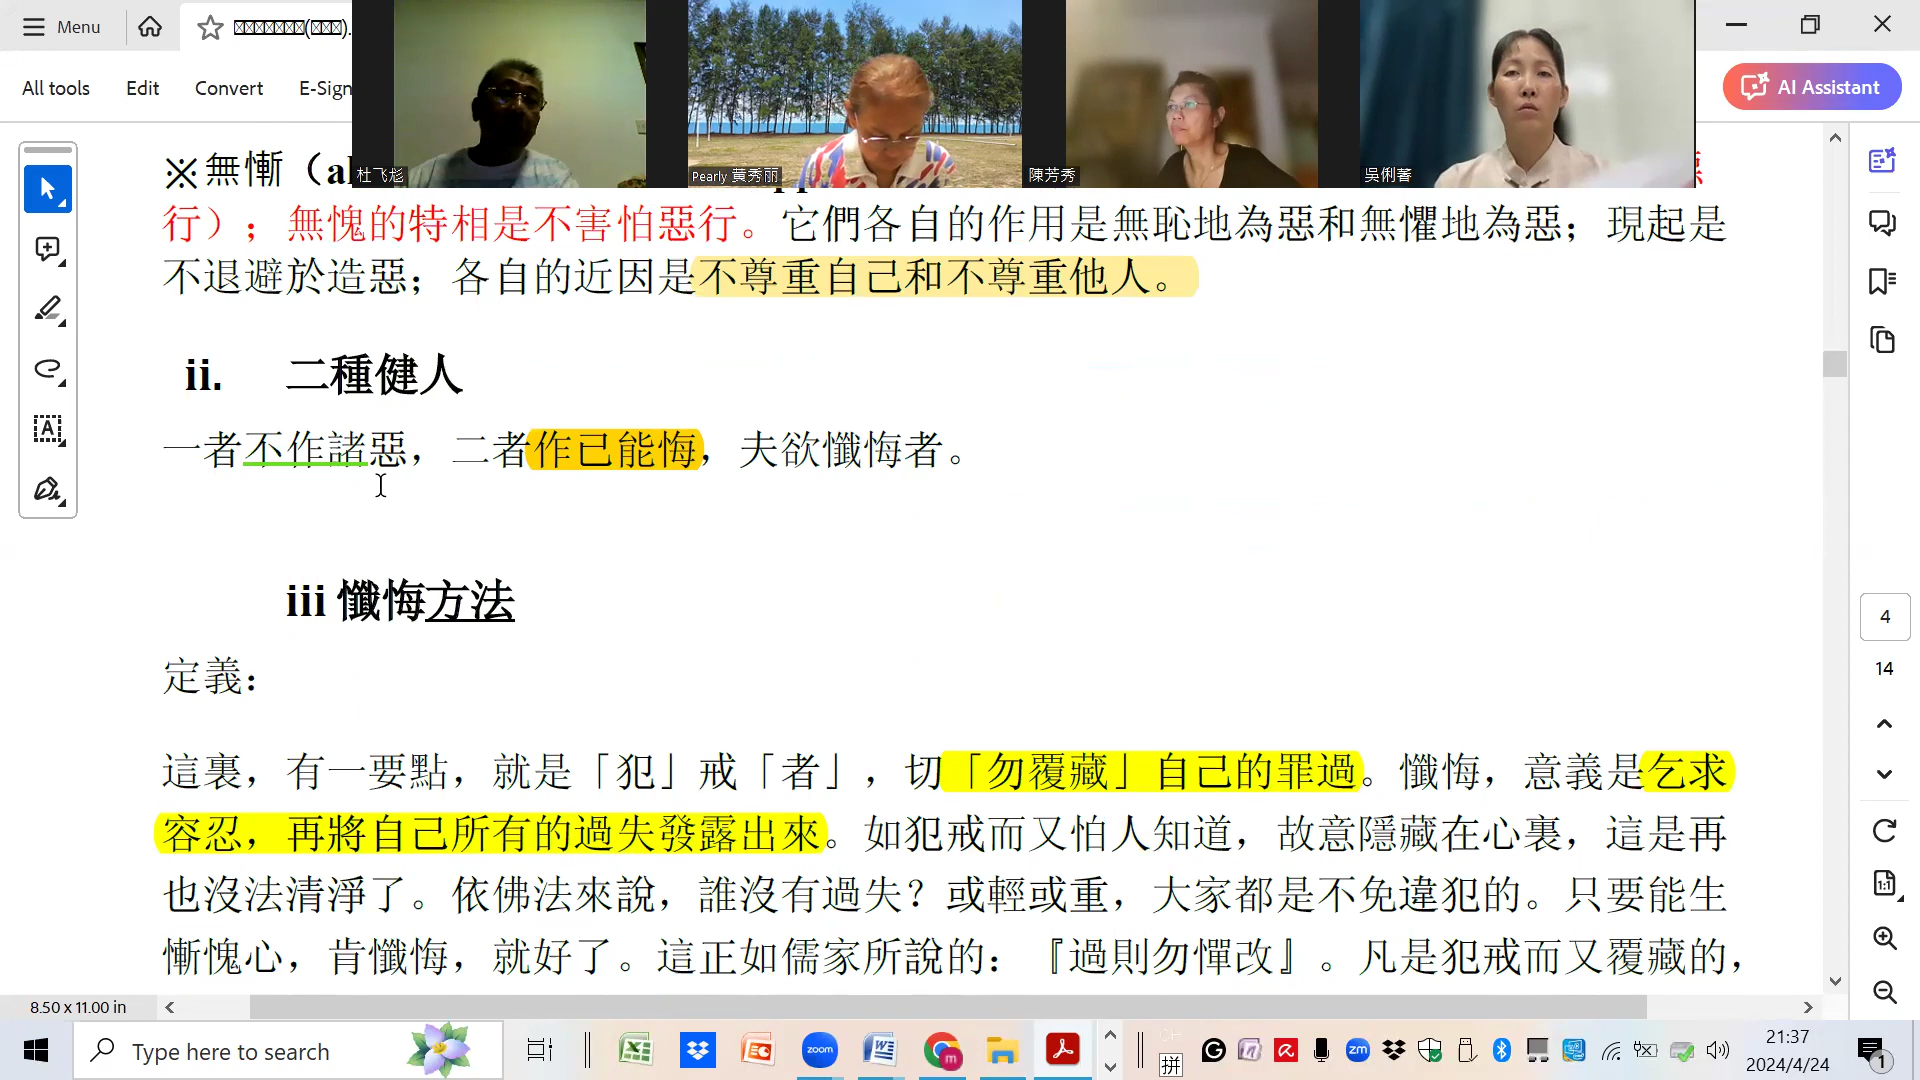 Menu
All tools
Edit
Convert
E-Sign
AI Assistant
杜飞彪
Pearly 黄秀丽
陳芳秀
吳俐蓄
※無慚（a
行）；無愧的特相是不害怕惡行。它們各自的作用是無恥地為惡和無懼地為惡；現起是
不退避於造惡；各自的近因是不尊重自己和不尊重他人。
ii. 二種健人
一者不作諸惡，二者作已能悔，夫欲懺悔者。
iii 懺悔方法
定義：
這裏，有一要點，就是「犯」戒「者」，切「勿覆藏」自己的罪過。懺悔，意義是乞求
容忍，再將自己所有的過失發露出來。如犯戒而又怕人知道，故意隱藏在心裏，這是再
也沒法清淨了。依佛法來說，誰沒有過失？或輕或重，大家都是不免違犯的。只要能生
慚愧心，肯懺悔，就好了。這正如儒家所說的：『過則勿憚改』。凡是犯戒而又覆藏的，
4
14
8.50 x 11.00 in
Type here to search
zoom
zm
拼
21:37
2024/4/24
1